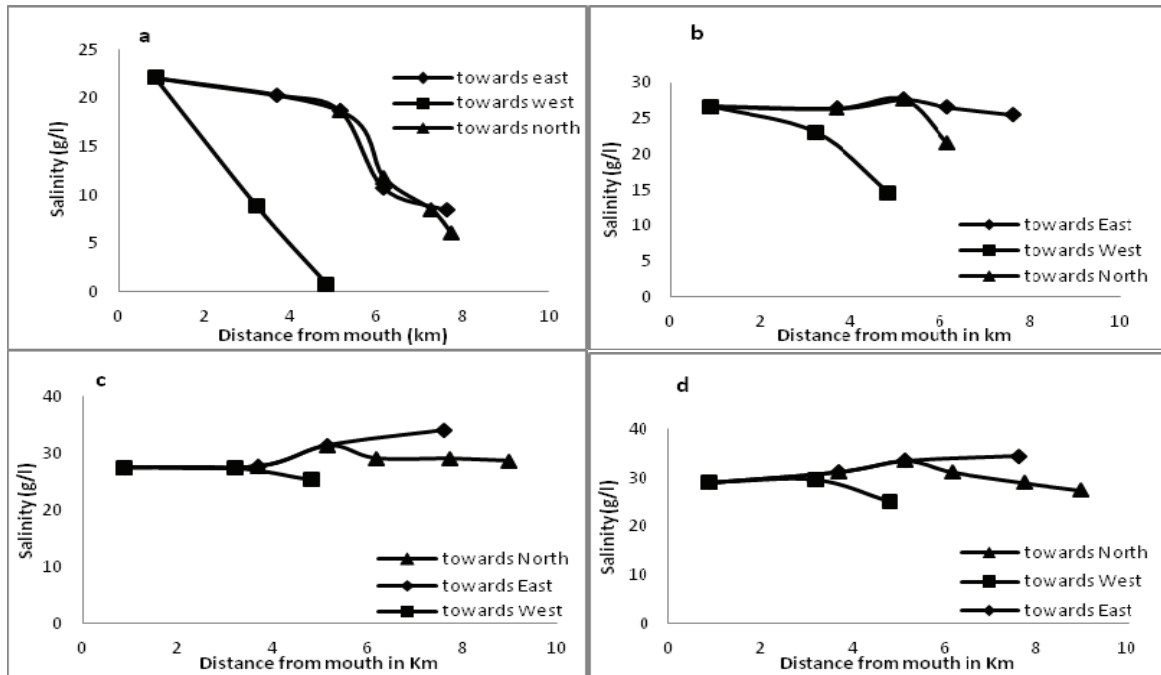 a
25
20
15
10
5
0
Salinity (g/l)
0 2 4 6 8 10
Distance from mouth (km)
towards east
towards west
towards north
b
30
25
20
15
10
5
0
Salinity (g/l)
0 2 4 6 8 10
Distance from mouth in Km
towards East
towards West
towards North
c
40
30
20
10
0
Salinity (g/l)
0 2 4 6 8 10
Distance from mouth in Km
towards North
towards East
towards West
d
40
30
20
10
0
Salinity (g/l)
0 2 4 6 8 10
Distance from mouth in Km
towards North
towards West
towards East